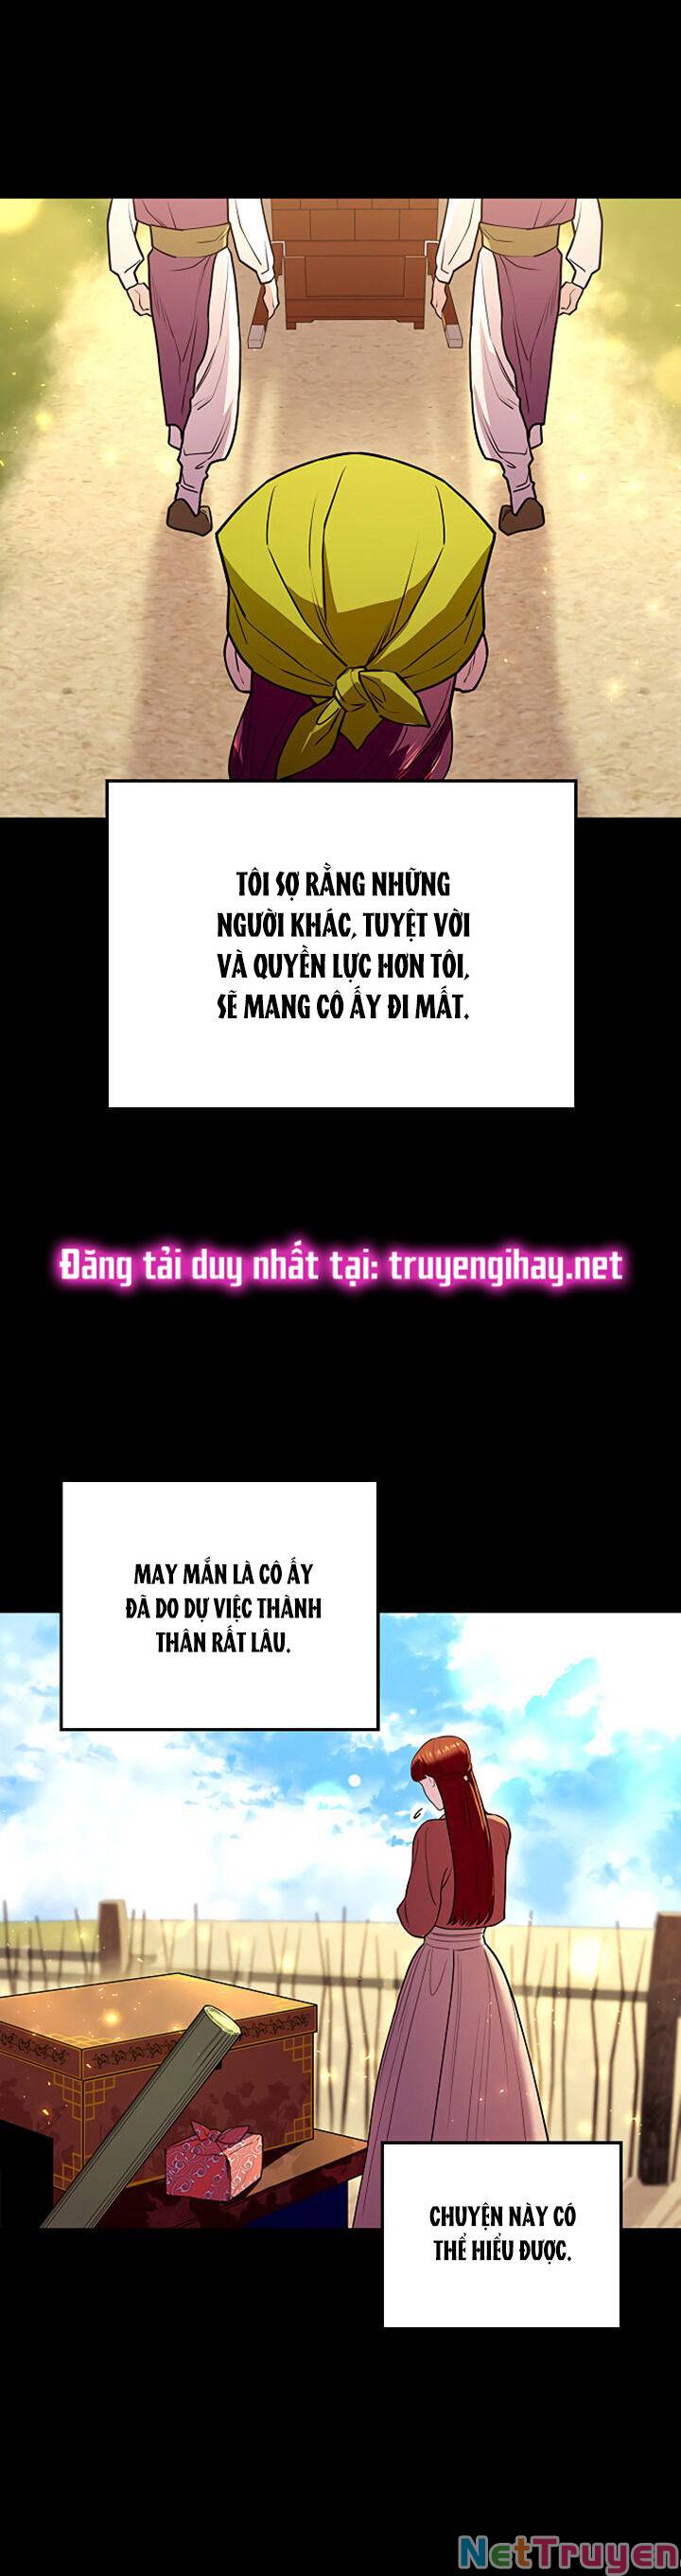 TÔI SỢ RẰNG NHỮNG
NGƯỜI KHÁC, TUYỆT VỜI
VÀ QUYỀN LỰC HƠN TÔI,
SẼ MANG CÔ ẤY ĐI MẤT.
Đăng tải duy nhất tại: truyengihay.net
MAY MẮN LÀ CÔ ẤY
ĐÃ DO DỰ VIỆC THÀNH
THÂN RẤT LÂU.
CHUYỆN NÀY CÓ
THỂ HIỂU ĐƯỢC.
NetTruyen